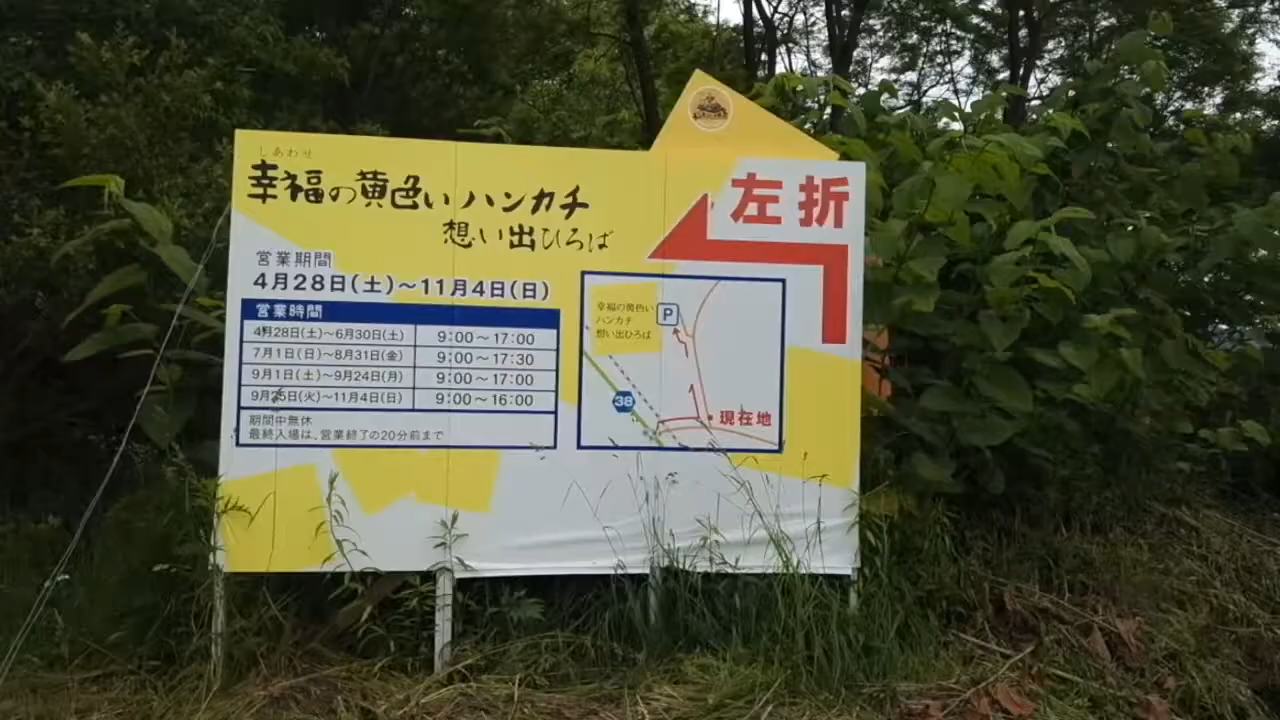 しあわせ
幸福の黄色いハンカチ
想い出ひろば
左折
営業期間
4月28日(土)～11月4日(日)
営業時間
4月28日(土)～6月30日(土) 9:00～17:00
7月1日(日)～8月31日(金) 9:00～17:30
9月1日(土)～9月24日(月) 9:00～17:00
9月25日(火)～11月4日(日) 9:00～16:00
期間中無休
最終入場は、営業終了の20分前まで
幸福の黄色い
ハンカチ
想い出ひろば
P
38
現在地